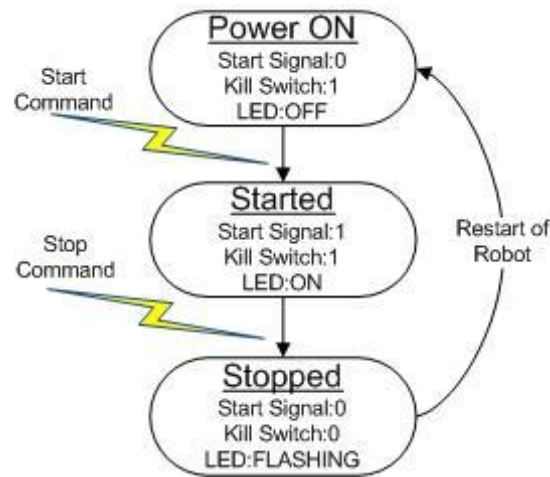 Power ON
Start Signal:0
Kill Switch:1
LED:OFF
Start
Command
Started
Start Signal:1
Kill Switch:1
LED:ON
Stop
Command
Stopped
Start Signal:0
Kill Switch:0
LED:FLASHING
Restart of
Robot